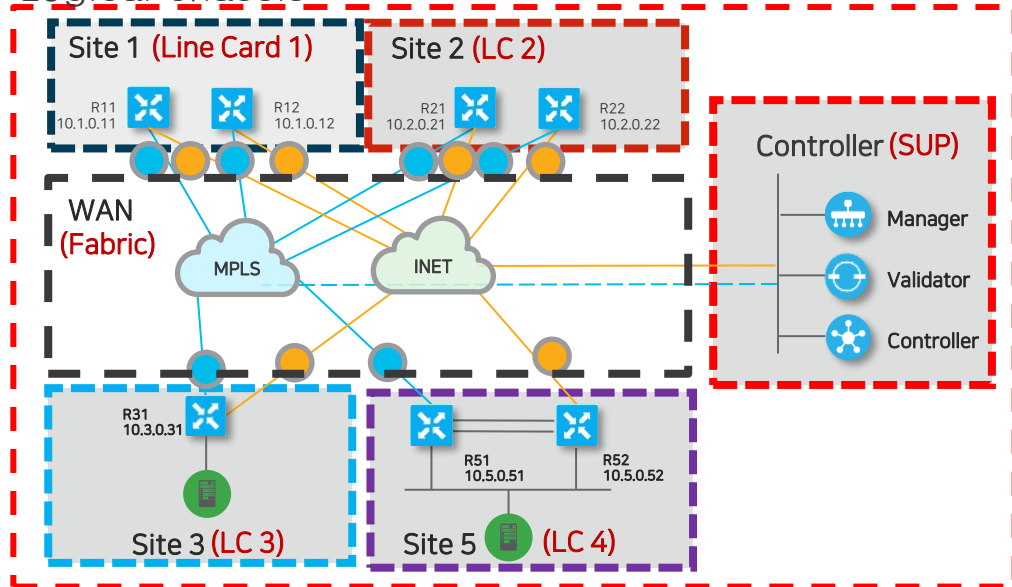 Logical Chassis
Site 1 (Line Card 1)
R11
10.1.0.11
R12
10.1.0.12
Site 2 (LC 2)
R21
10.2.0.21
R22
10.2.0.22
Controller (SUP)
Manager
Validator
Controller
WAN
(Fabric)
MPLS
INET
R31
10.3.0.31
Site 3 (LC 3)
R51
10.5.0.51
R52
10.5.0.52
Site 5 (LC 4)